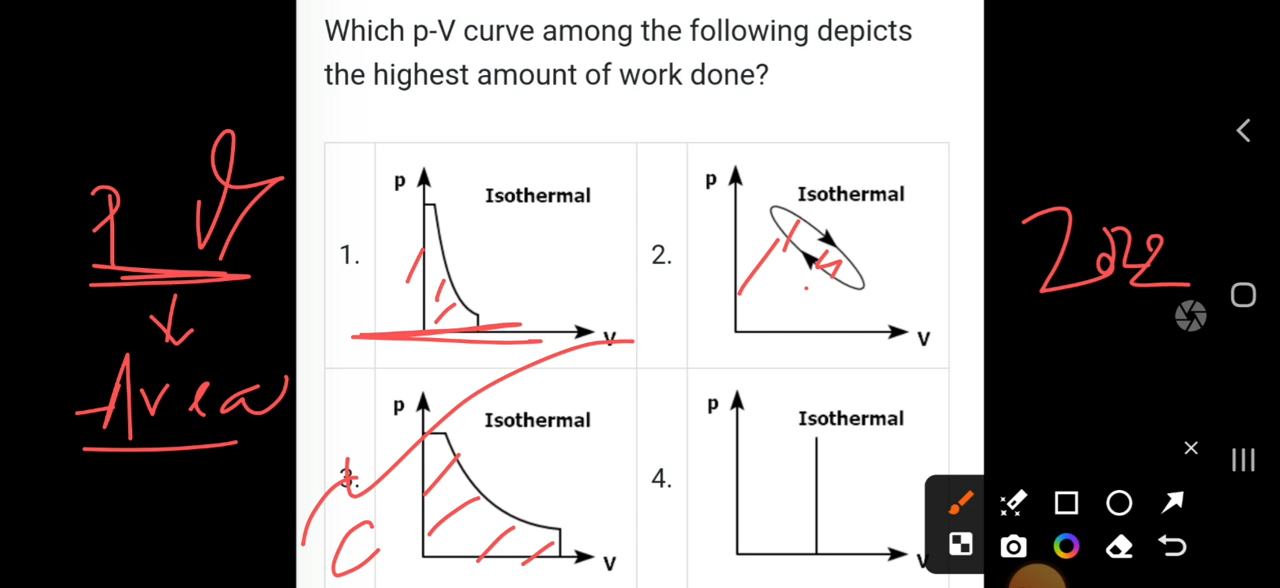 Which p-V curve among the following depicts
the highest amount of work done?
P V
Area
2022
1.
p
Isothermal
V
2.
p
Isothermal
V
3.
p
Isothermal
V
4.
p
Isothermal
V
C